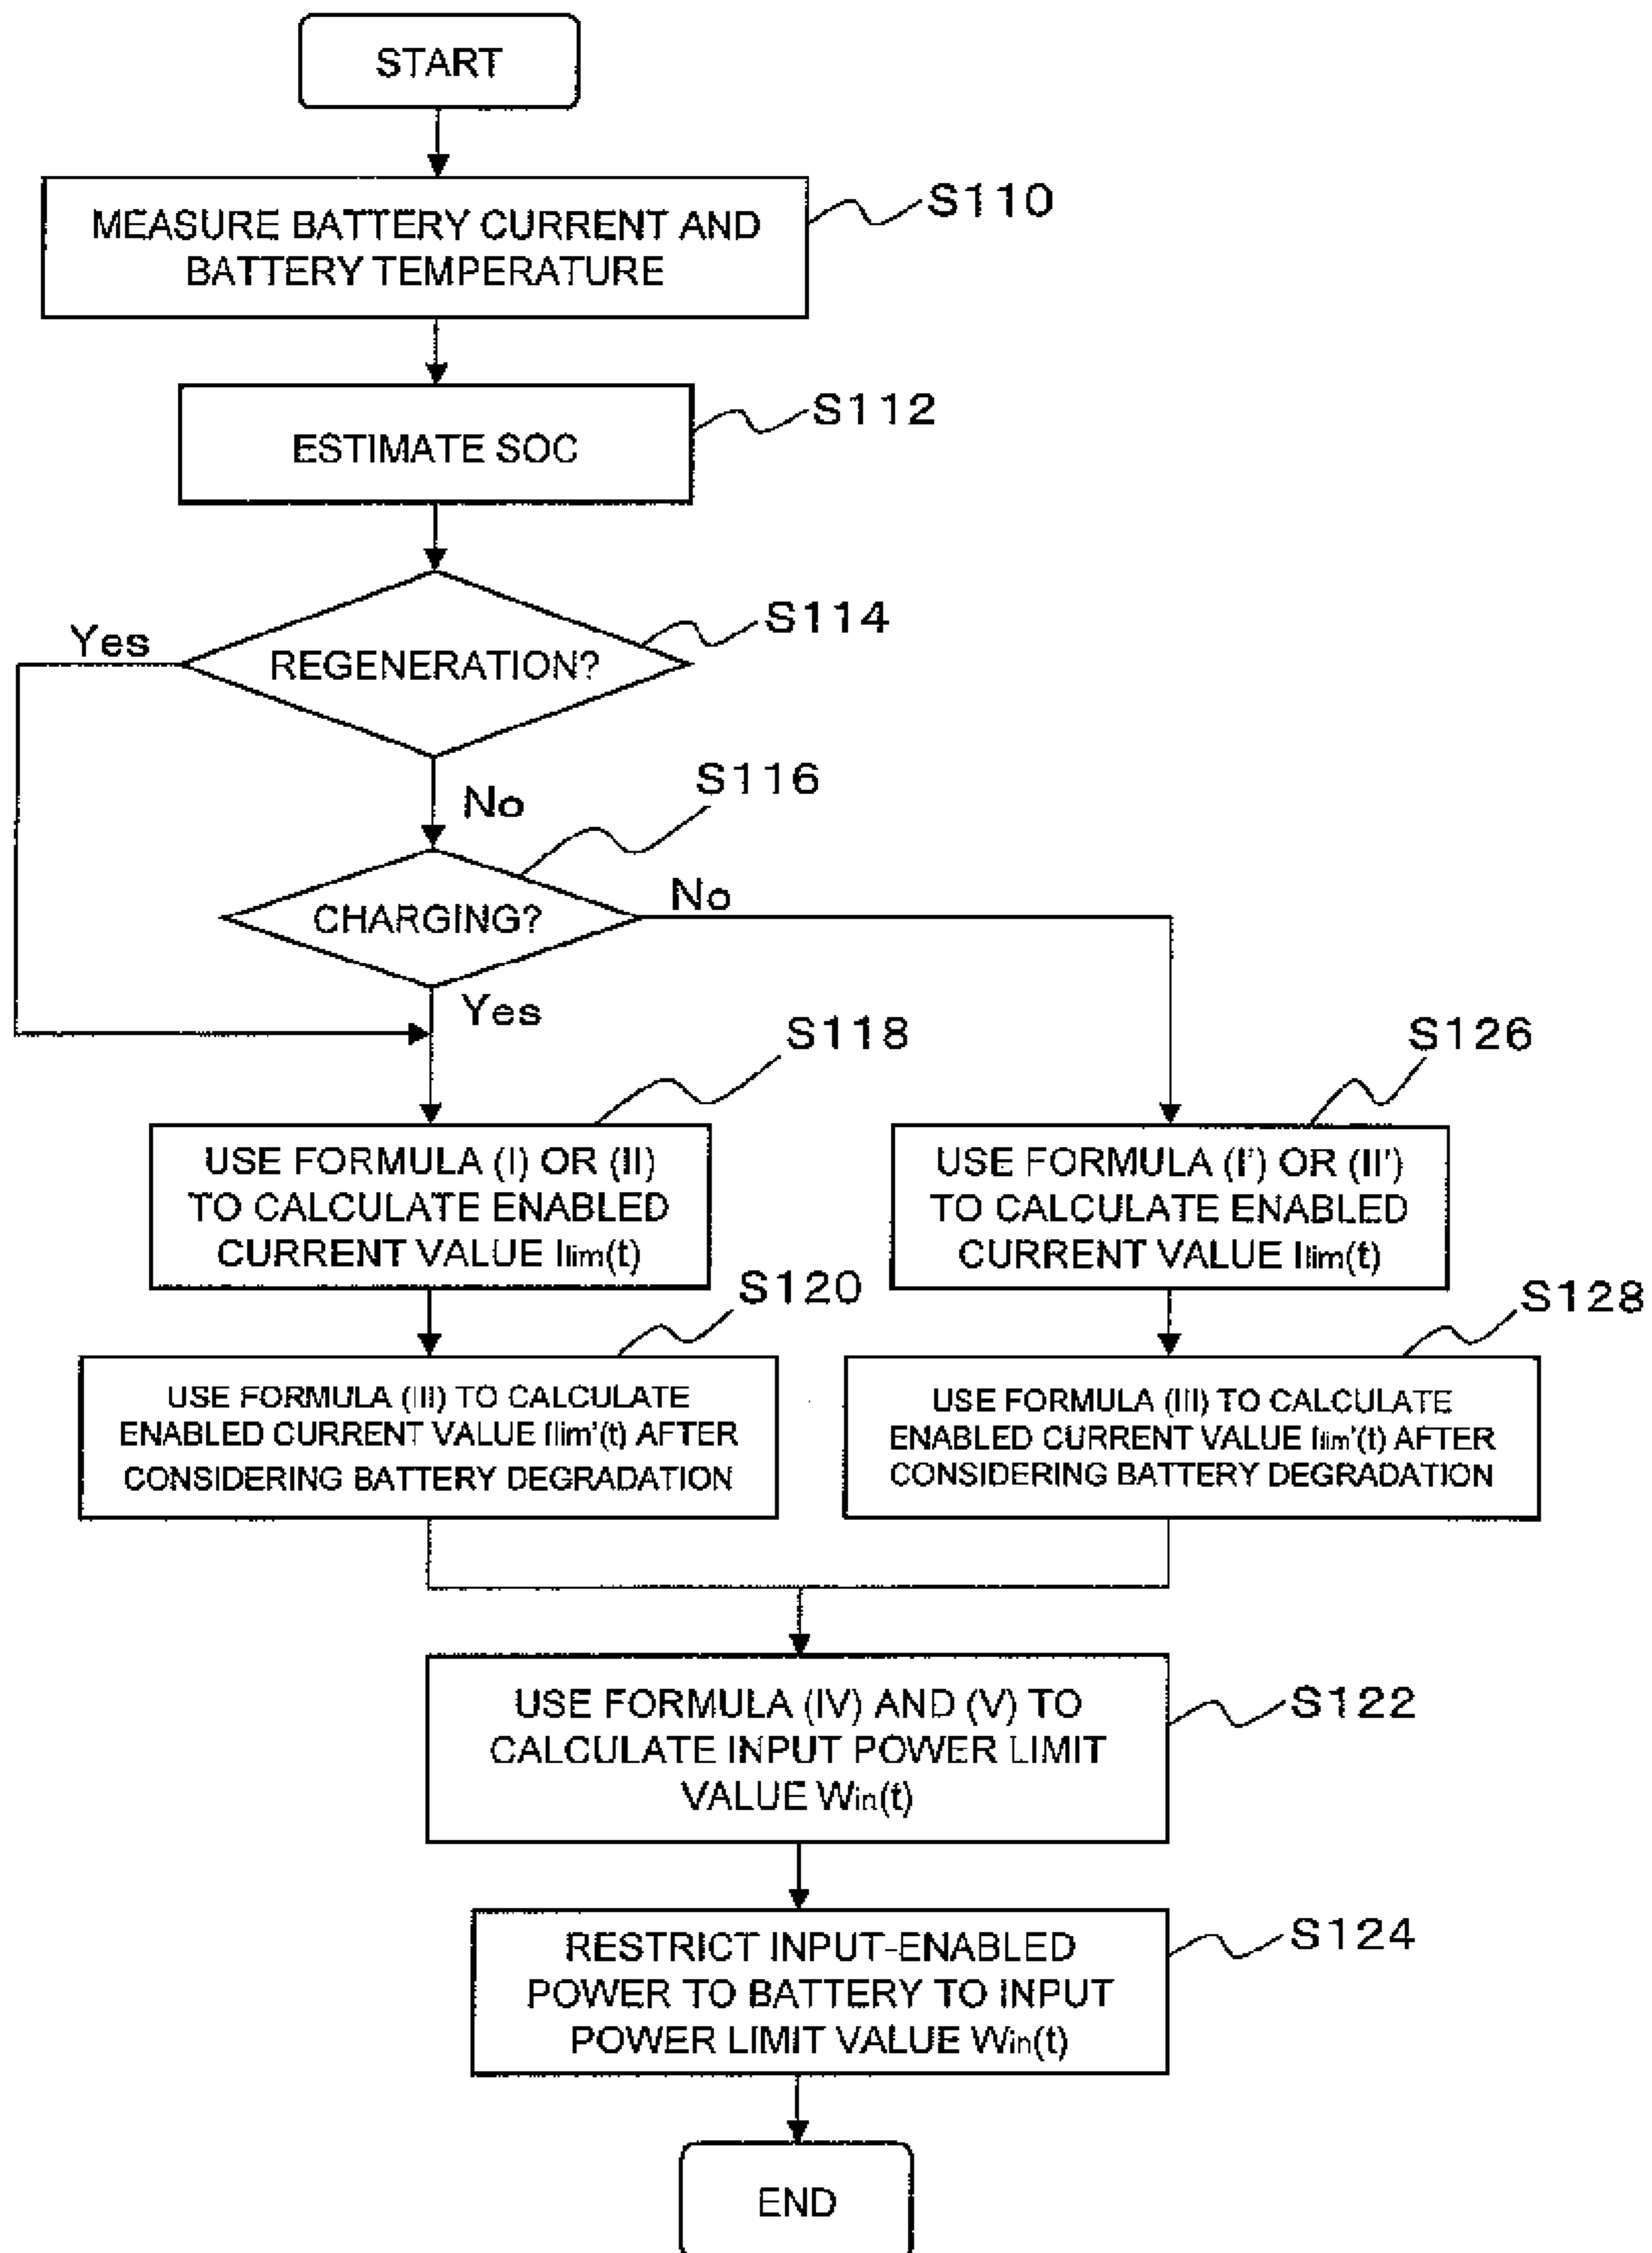 START
MEASURE BATTERY CURRENT AND
BATTERY TEMPERATURE
S110
ESTIMATE SOC
S112
REGENERATION?
S114
Yes
No
CHARGING?
S116
No
Yes
USE FORMULA (I) OR (II)
TO CALCULATE ENABLED
CURRENT VALUE Ilim(t)
S118
USE FORMULA (I') OR (II')
TO CALCULATE ENABLED
CURRENT VALUE Ilim(t)
S126
USE FORMULA (III) TO CALCULATE
ENABLED CURRENT VALUE Ilim'(t) AFTER
CONSIDERING BATTERY DEGRADATION
S120
USE FORMULA (III) TO CALCULATE
ENABLED CURRENT VALUE Ilim'(t) AFTER
CONSIDERING BATTERY DEGRADATION
S128
USE FORMULA (IV) AND (V) TO
CALCULATE INPUT POWER LIMIT
VALUE Win(t)
S122
RESTRICT INPUT-ENABLED
POWER TO BATTERY TO INPUT
POWER LIMIT VALUE Win(t)
S124
END